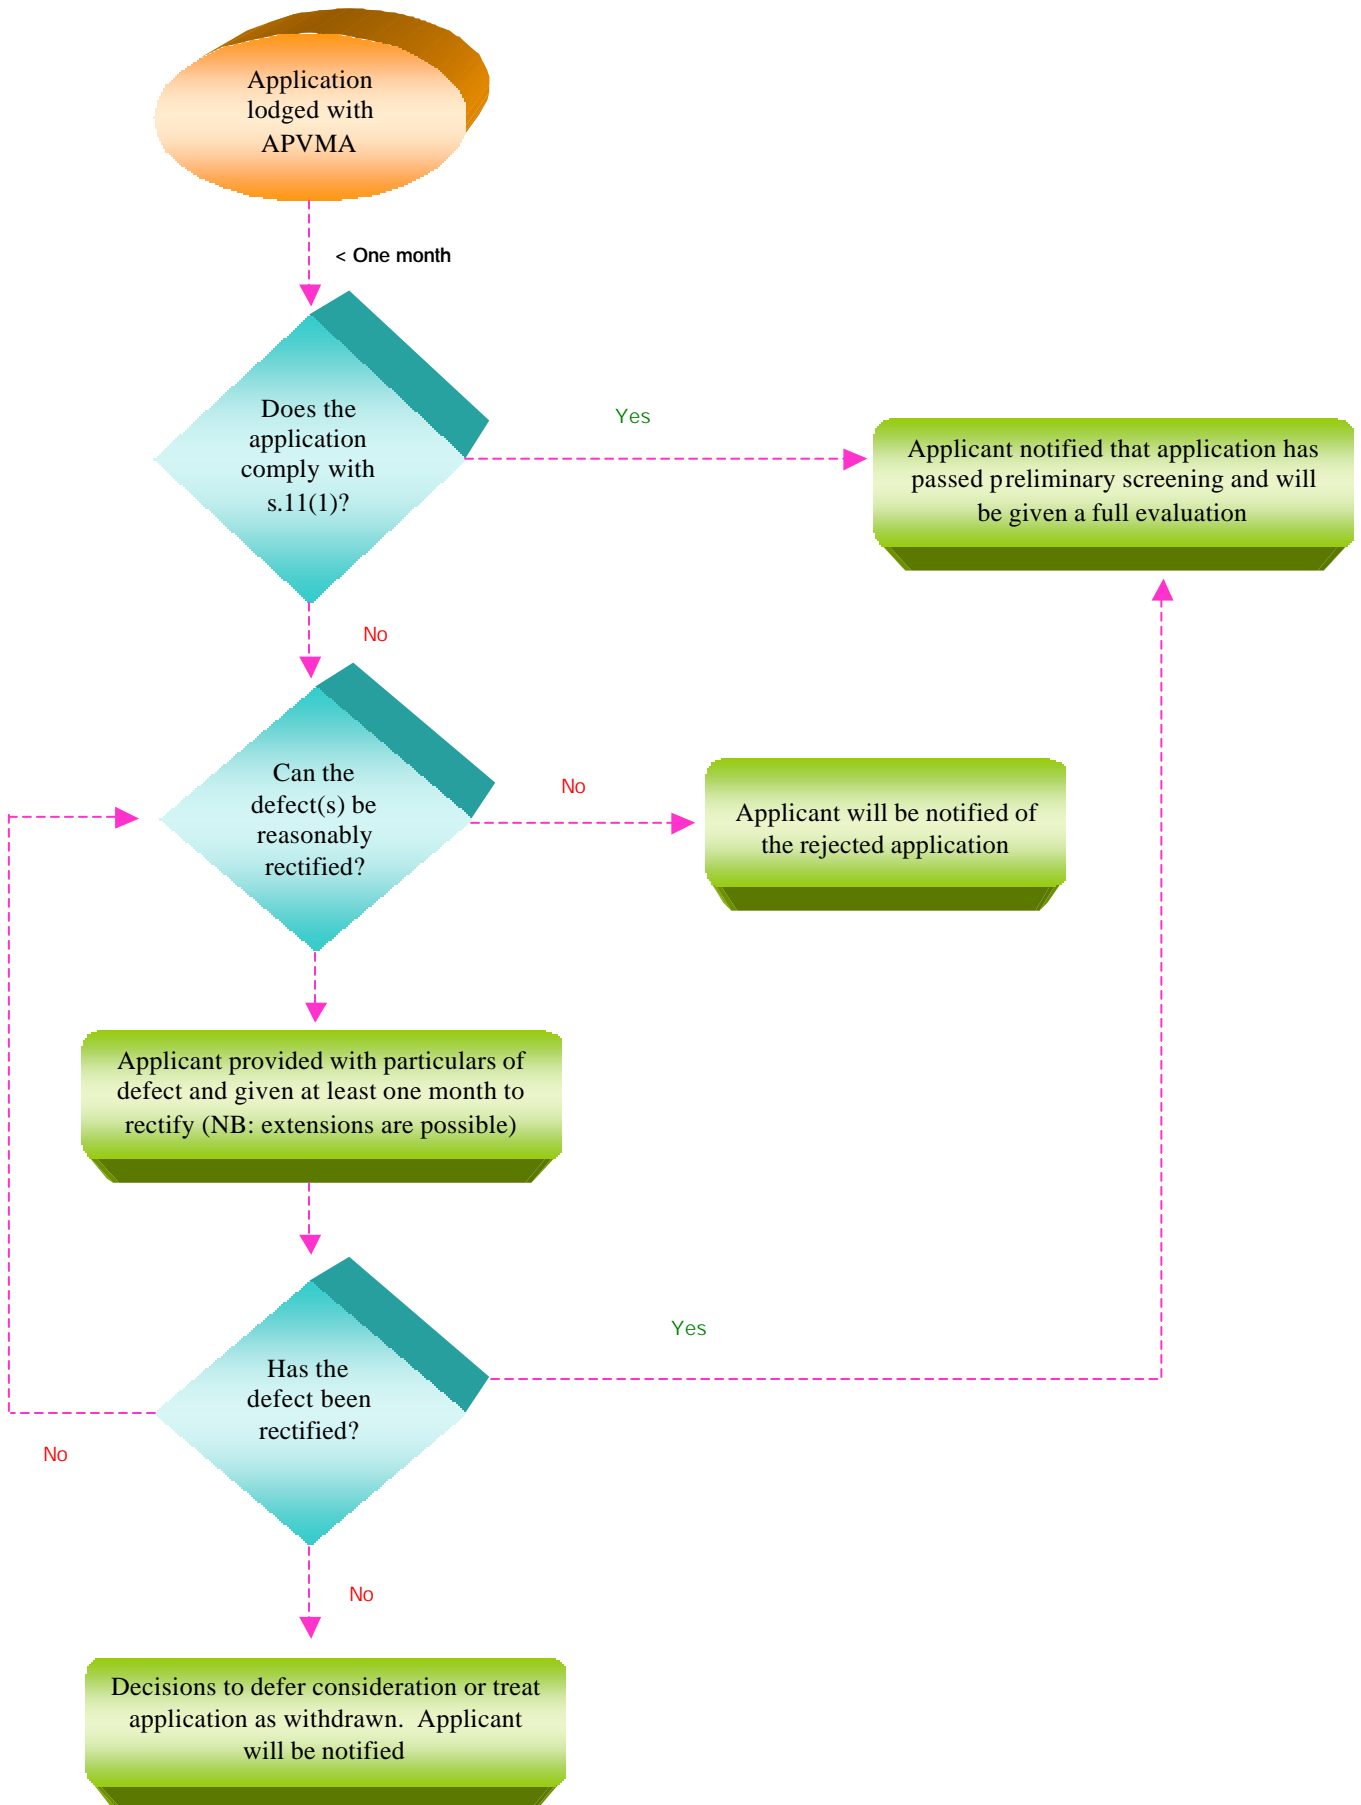 Application
lodged with
APVMA
< One month
Does the
application
comply with
s.11(1)?
Yes
Applicant notified that application has
passed preliminary screening and will
be given a full evaluation
No
Can the
defect(s) be
reasonably
rectified?
No
Applicant will be notified of
the rejected application
Applicant provided with particulars of
defect and given at least one month to
rectify (NB: extensions are possible)
Has the
defect been
rectified?
Yes
No
No
Decisions to defer consideration or treat
application as withdrawn.  Applicant
will be notified